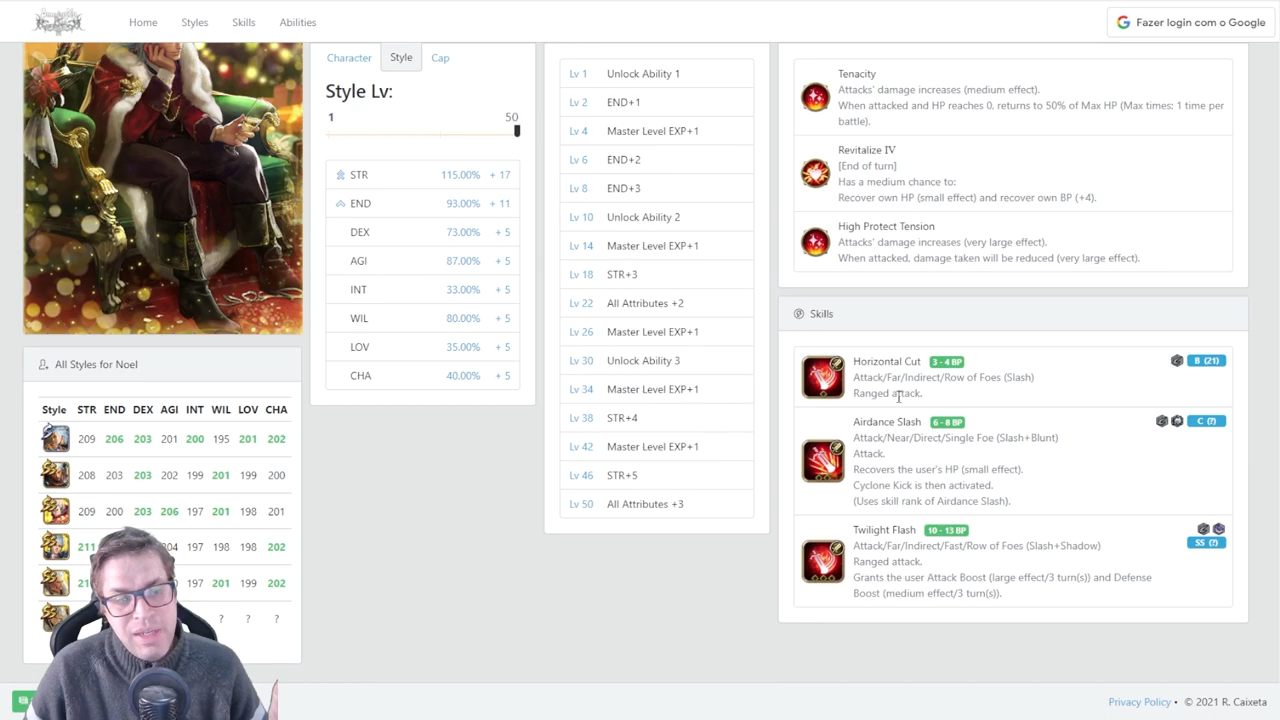 Home Styles Skills Abilities
Fazer login com o Google
Character Style Cap
Style Lv:
1 50
STR 115.00% + 17
END 93.00% + 11
DEX 73.00% + 5
AGI 87.00% + 5
INT 33.00% + 5
WIL 80.00% + 5
LOV 35.00% + 5
CHA 40.00% + 5
Lv 1 Unlock Ability 1
Lv 2 END+1
Lv 4 Master Level EXP+1
Lv 6 END+2
Lv 8 END+3
Lv 10 Unlock Ability 2
Lv 14 Master Level EXP+1
Lv 18 STR+3
Lv 22 All Attributes +2
Lv 26 Master Level EXP+1
Lv 30 Unlock Ability 3
Lv 34 Master Level EXP+1
Lv 38 STR+4
Lv 42 Master Level EXP+1
Lv 46 STR+5
Lv 50 All Attributes +3
Tenacity
Attacks' damage increases (medium effect).
When attacked and HP reaches 0, returns to 50% of Max HP (Max times: 1 time per
battle).
Revitalize IV
[End of turn]
Has a medium chance to:
Recover own HP (small effect) and recover own BP (+4).
High Protect Tension
Attacks' damage increases (very large effect).
When attacked, damage taken will be reduced (very large effect).
Skills
Horizontal Cut 3 - 4 BP B (21)
Attack/Far/Indirect/Row of Foes (Slash)
Ranged attack.
Airdance Slash 6 - 8 BP C (?)
Attack/Near/Direct/Single Foe (Slash+Blunt)
Attack.
Recovers the user's HP (small effect).
Cyclone Kick is then activated.
(Uses skill rank of Airdance Slash).
Twilight Flash 10 - 13 BP SS (?)
Attack/Far/Indirect/Fast/Row of Foes (Slash+Shadow)
Ranged attack.
Grants the user Attack Boost (large effect/3 turn(s)) and Defense
Boost (medium effect/3 turn(s)).
All Styles for Noel
Style STR END DEX AGI INT WIL LOV CHA
209 206 203 201 200 195 201 202
208 203 203 202 199 201 199 200
209 200 203 206 197 201 198 201
211 197 198 198 202
197 201 199 202
? ? ?
Privacy Policy • © 2021 R. Caixeta